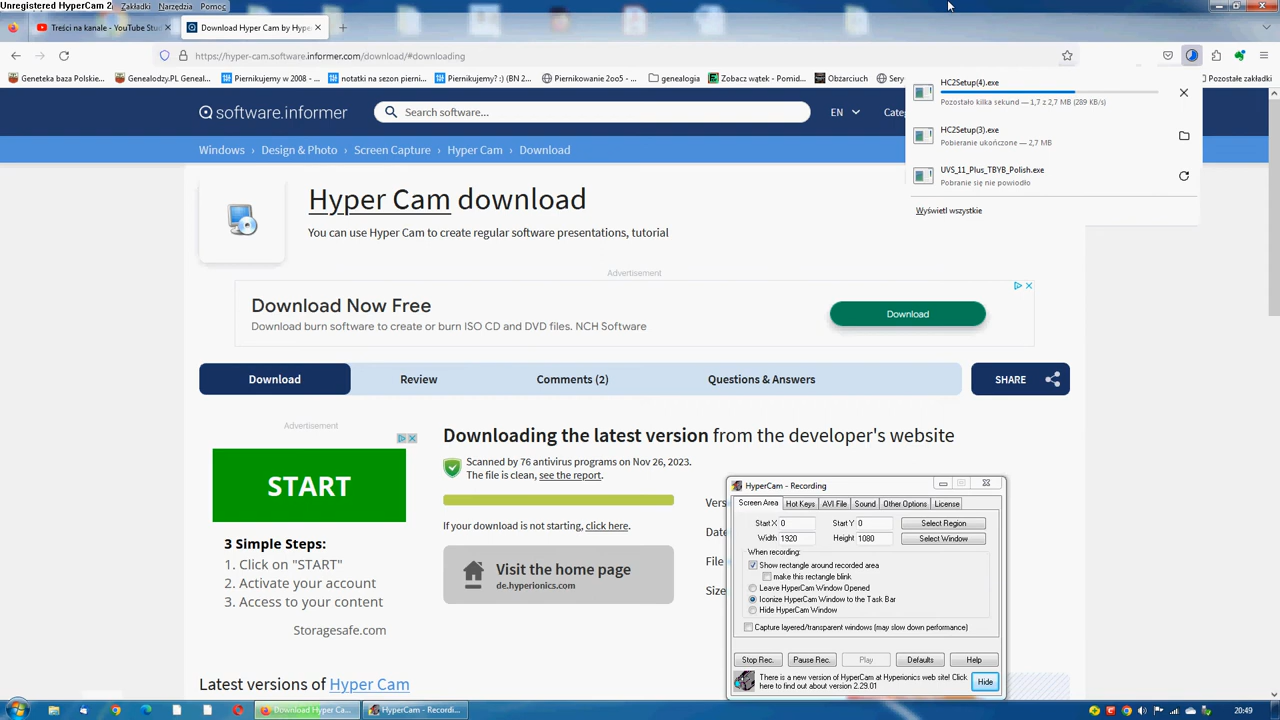 Unregistered HyperCam 2
Zakładki
Narzędzia
Pomoc
Treści na kanale - YouTube Stud
Download Hyper Cam by Hype
https://hyper-cam.software.informer.com/download/#downloading
Geneteka baza Polskie...
Genealodzy.PL Genealog...
Piernikujemy w 2008 - ...
notatki na sezon pierni...
Piernikujemy? :) (BN 2...
Piernikowanie 2oo5 - ...
genealogia
Zobacz wątek - Pomid...
Obżarciuch
Pozostałe zakładki
HC2Setup(4).exe
Pozostało kilka sekund — 1,7 z 2,7 MB (289 KB/s)
HC2Setup(3).exe
Pobieranie ukończone — 2,7 MB
UVS_11_Plus_TBYB_Polish.exe
Pobranie się nie powiodło
Wyświetl wszystkie
software.informer
Search software...
EN
Windows › Design & Photo › Screen Capture › Hyper Cam › Download
Hyper Cam download
You can use Hyper Cam to create regular software presentations, tutorial
Advertisement
Download Now Free
Download burn software to create or burn ISO CD and DVD files. NCH Software
Download
Download
Review
Comments (2)
Questions & Answers
SHARE
Advertisement
START
3 Simple Steps:
1. Click on "START"
2. Activate your account
3. Access to your content
Storagesafe.com
Downloading the latest version from the developer's website
Scanned by 76 antivirus programs on Nov 26, 2023.
The file is clean, see the report.
If your download is not starting, click here.
Visit the home page
de.hyperionics.com
Latest versions of Hyper Cam
HyperCam - Recording
Screen Area
Hot Keys
AVI File
Sound
Other Options
License
Start X 0
Start Y 0
Select Region
Width 1920
Height 1080
Select Window
When recording:
Show rectangle around recorded area
make this rectangle blink
Leave HyperCam Window Opened
Iconize HyperCam Window to the Task Bar
Hide HyperCam Window
Capture layered/transparent windows (may slow down performance)
Stop Rec.
Pause Rec.
Play
Defaults
Help
There is a new version of HyperCam at Hyperionics web site! Click
here to find out about version 2.29.01
Hide
Download Hyper Ca...
HyperCam - Recordi...
20:49